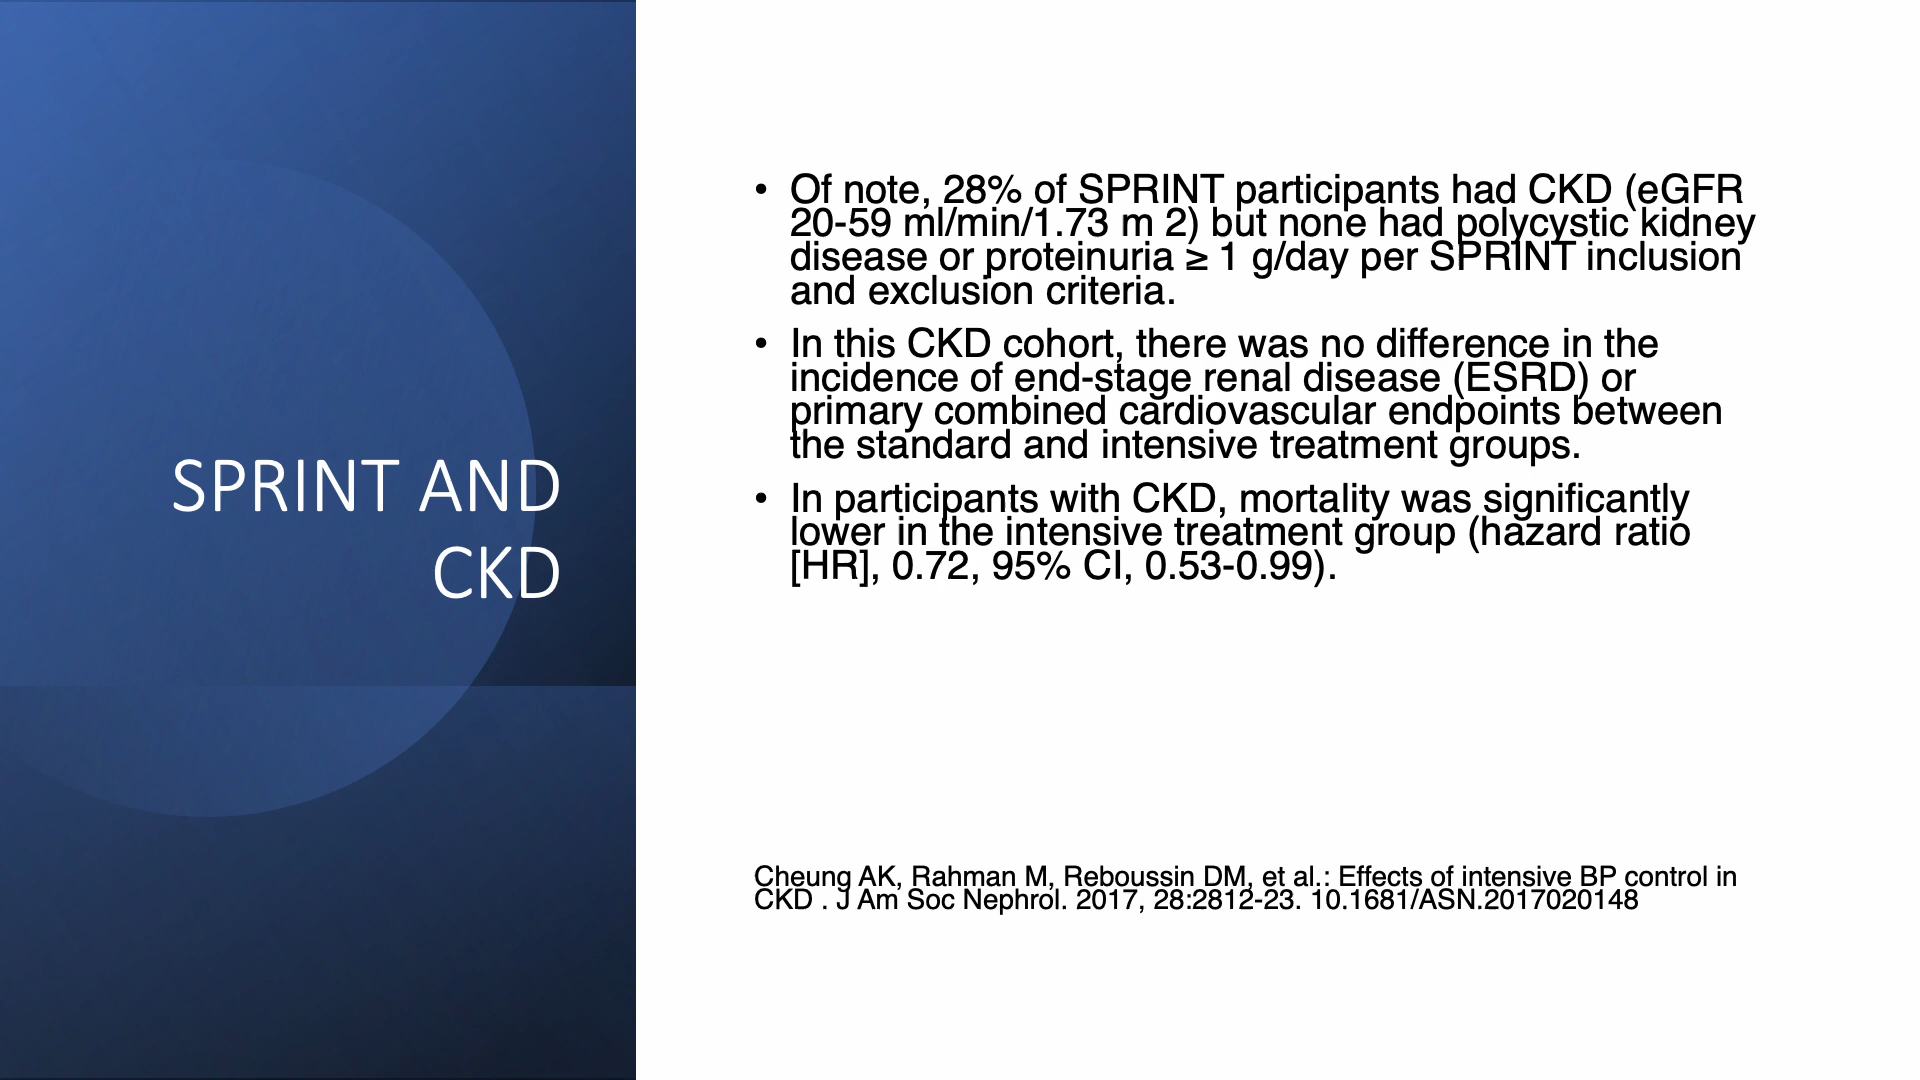 SPRINT AND
CKD
• Of note, 28% of SPRINT participants had CKD (eGFR
20-59 ml/min/1.73 m 2) but none had polycystic kidney
disease or proteinuria ≥ 1 g/day per SPRINT inclusion
and exclusion criteria.
• In this CKD cohort, there was no difference in the
incidence of end-stage renal disease (ESRD) or
primary combined cardiovascular endpoints between
the standard and intensive treatment groups.
• In participants with CKD, mortality was significantly
lower in the intensive treatment group (hazard ratio
[HR], 0.72, 95% CI, 0.53-0.99).
Cheung AK, Rahman M, Reboussin DM, et al.: Effects of intensive BP control in
CKD . J Am Soc Nephrol. 2017, 28:2812-23. 10.1681/ASN.2017020148